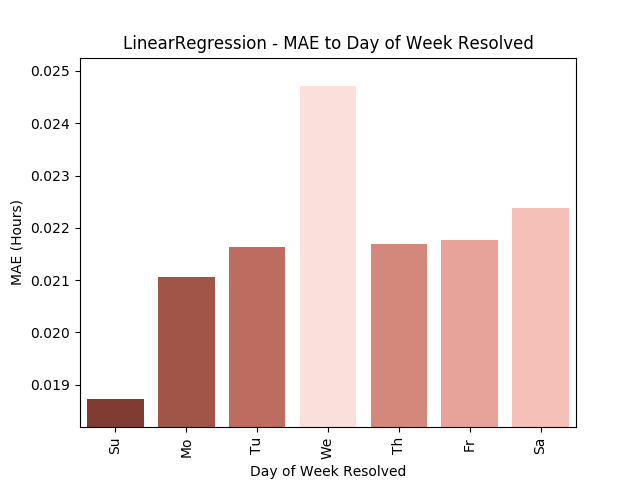 LinearRegression - MAE to Day of Week Resolved
MAE (Hours)
0.025
0.024
0.023
0.022
0.021
0.020
0.019
Su
Mo
Tu
We
Th
Fr
Sa
Day of Week Resolved